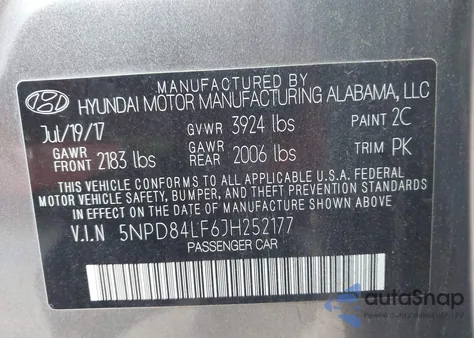 MANUFACTURED BY
HYUNDAI MOTOR MANUFACTURING ALABAMA, LLC
Jul/19/17 GVWR 3924 lbs PAINT 2C
GAWR FRONT 2183 lbs GAWR REAR 2006 lbs TRIM PK
THIS VEHICLE CONFORMS TO ALL APPLICABLE U.S.A. FEDERAL
MOTOR VEHICLE SAFETY, BUMPER, AND THEFT PREVENTION STANDARDS
IN EFFECT ON THE DATE OF MANUFACTURE SHOWN ABOVE.
V.I.N 5NPD84LF6JH252177
PASSENGER CAR
autoSnap